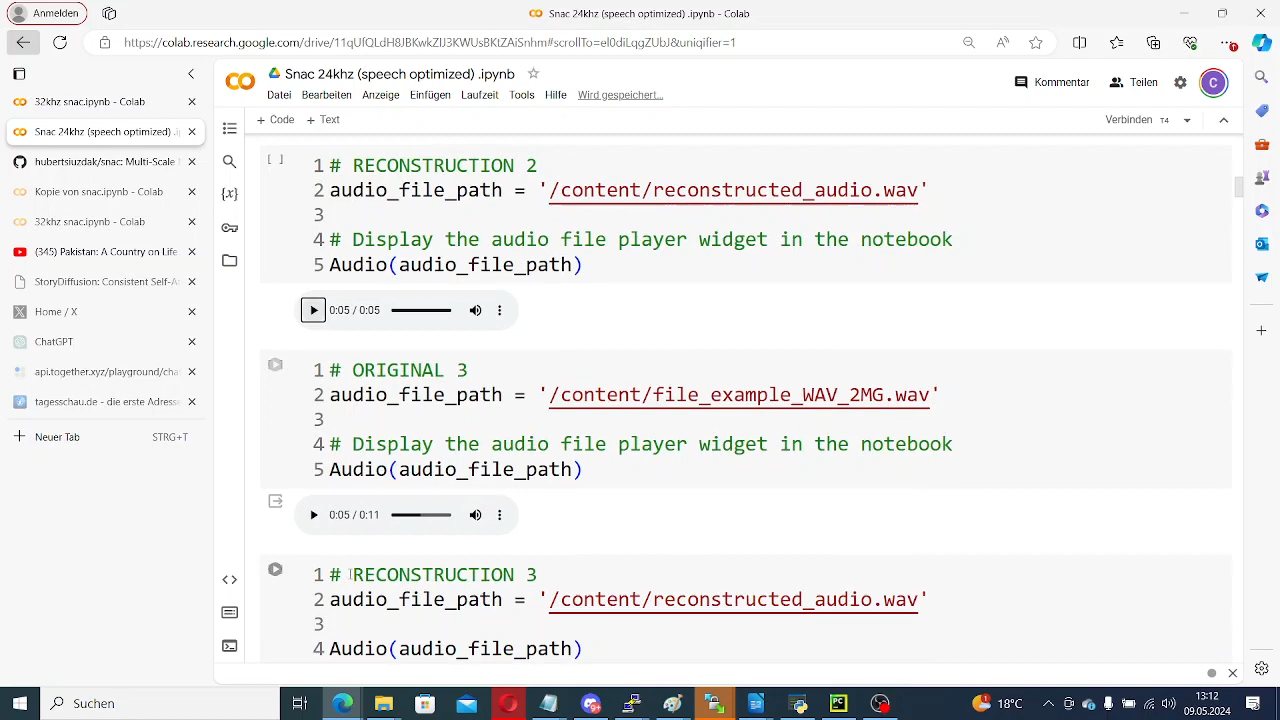 Anmelden
Snac 24khz (speech optimized) .ipynb - Colab
https://colab.research.google.com/drive/11qUfQLdH8JBKwkZlJ3KWUsBKtZAiSnhm#scrollTo=el0diLqgZUbJ&uniqifier=1
32khz snac.ipynb - Colab
Snac 24khz (speech optimized) .ip
hubertsiuzdak/snac: Multi-Scale
Kopie von snac.ipynb - Colab
32khz snac.ipynb - Colab
(345) Pakistan: A Country on Life
StoryDiffusion: Consistent Self-A
Home / X
ChatGPT
api.together.xyz/playground/cha
tagesschau.de - die erste Adress
Neuer Tab STRG+T
Snac 24khz (speech optimized) .ipynb
Datei Bearbeiten Anzeige Einfügen Laufzeit Tools Hilfe Wird gespeichert...
Kommentar Teilen C
+ Code + Text
Verbinden T4
[ ] 1 # RECONSTRUCTION 2
2 audio_file_path = '/content/reconstructed_audio.wav'
3
4 # Display the audio file player widget in the notebook
5 Audio(audio_file_path)
0:05 / 0:05
1 # ORIGINAL 3
2 audio_file_path = '/content/file_example_WAV_2MG.wav'
3
4 # Display the audio file player widget in the notebook
5 Audio(audio_file_path)
0:05 / 0:11
1 # RECONSTRUCTION 3
2 audio_file_path = '/content/reconstructed_audio.wav'
3
4 Audio(audio_file_path)
Suchen
18°C
13:12
09.05.2024